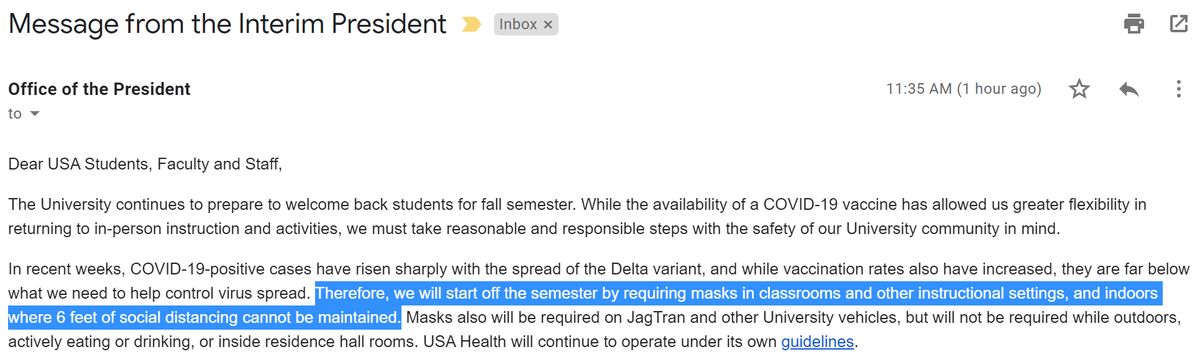 Message from the Interim President Inbox ×
Office of the President 11:35 AM (1 hour ago)
to
Dear USA Students, Faculty and Staff,
The University continues to prepare to welcome back students for fall semester. While the availability of a COVID-19 vaccine has allowed us greater flexibility in
returning to in-person instruction and activities, we must take reasonable and responsible steps with the safety of our University community in mind.
In recent weeks, COVID-19-positive cases have risen sharply with the spread of the Delta variant, and while vaccination rates also have increased, they are far below
what we need to help control virus spread. Therefore, we will start off the semester by requiring masks in classrooms and other instructional settings, and indoors
where 6 feet of social distancing cannot be maintained. Masks also will be required on JagTran and other University vehicles, but will not be required while outdoors,
actively eating or drinking, or inside residence hall rooms. USA Health will continue to operate under its own guidelines.